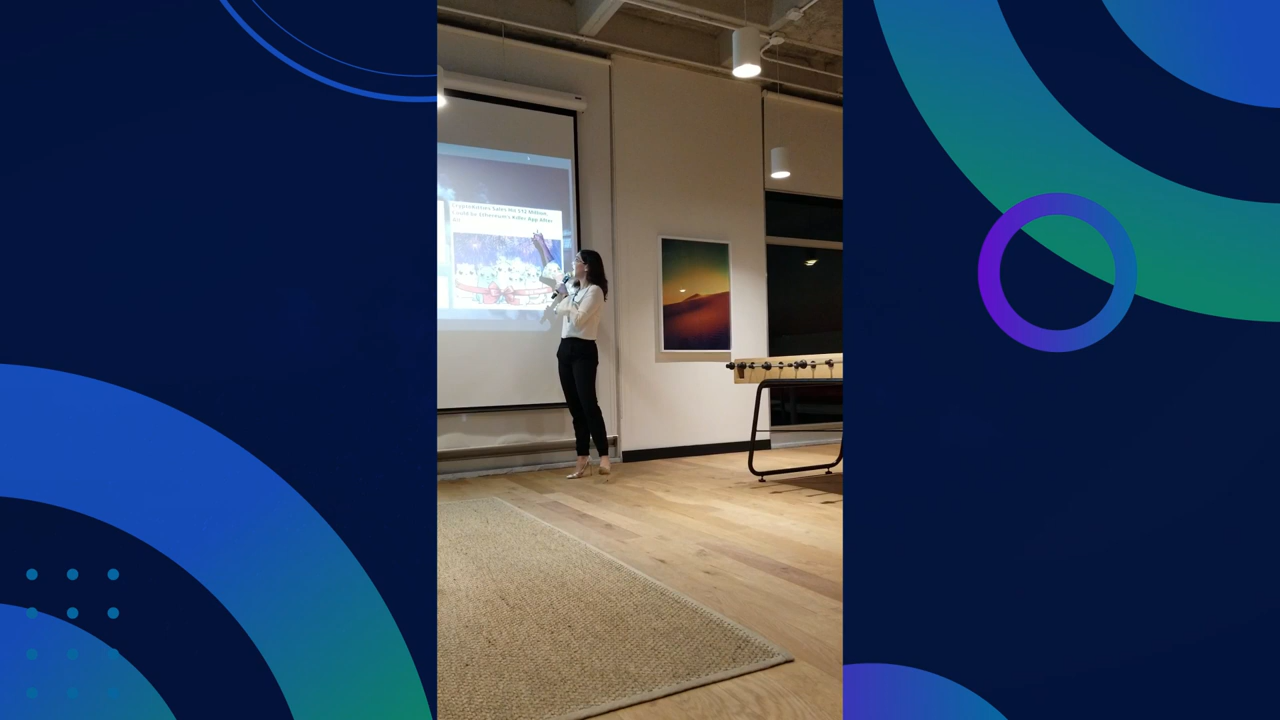 CryptoKitties Sales Hit $12 Million,
Could be Ethereum's Killer App After
All